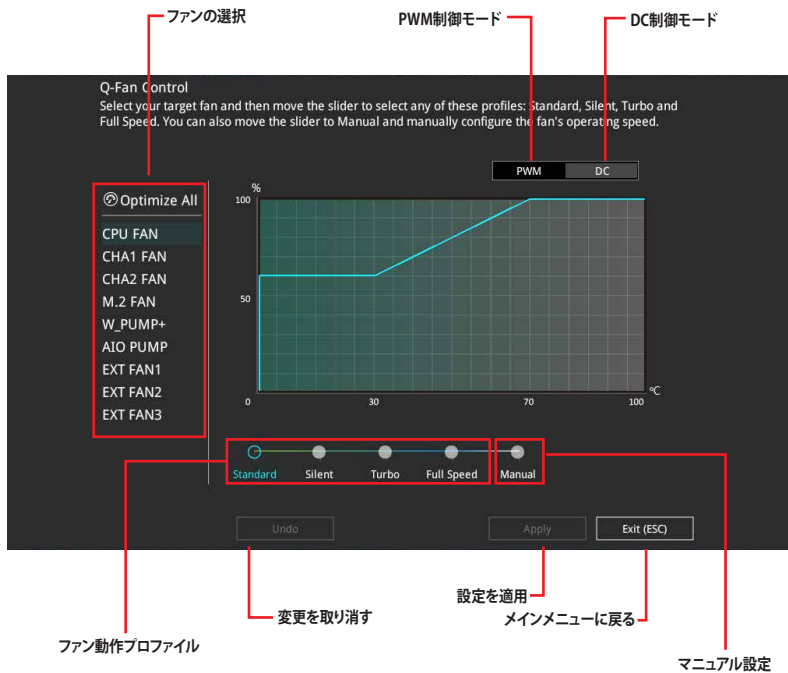 ファンの選択
PWM制御モード
DC制御モード
Q-Fan Control
Select your target fan and then move the slider to select any of these profiles: Standard, Silent, Turbo and
Full Speed. You can also move the slider to Manual and manually configure the fan's operating speed.
PWM
DC
Optimize All
CPU FAN
CHA1 FAN
CHA2 FAN
M.2 FAN
W_PUMP+
AIO PUMP
EXT FAN1
EXT FAN2
EXT FAN3
%
100
50
0
30
70
100
ºC
Standard
Silent
Turbo
Full Speed
Manual
Undo
Apply
Exit (ESC)
設定を適用
変更を取り消す
メインメニューに戻る
ファン動作プロファイル
マニュアル設定